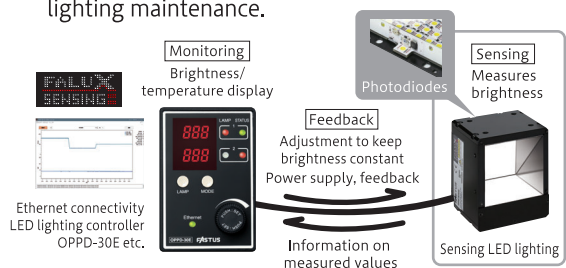 lighting maintenance.
Monitoring
Brightness/
temperature display
FALUX
SENSING
LAMP STATUS
888
1
888
2
LAMP
MODE
Ethernet
OPPD-30E
FASTUS
Ethernet connectivity
LED lighting controller
OPPD-30E etc.
Feedback
Adjustment to keep
brightness constant
Power supply, feedback
Information on
measured values
Photodiodes
Sensing
Measures
brightness
Sensing LED lighting